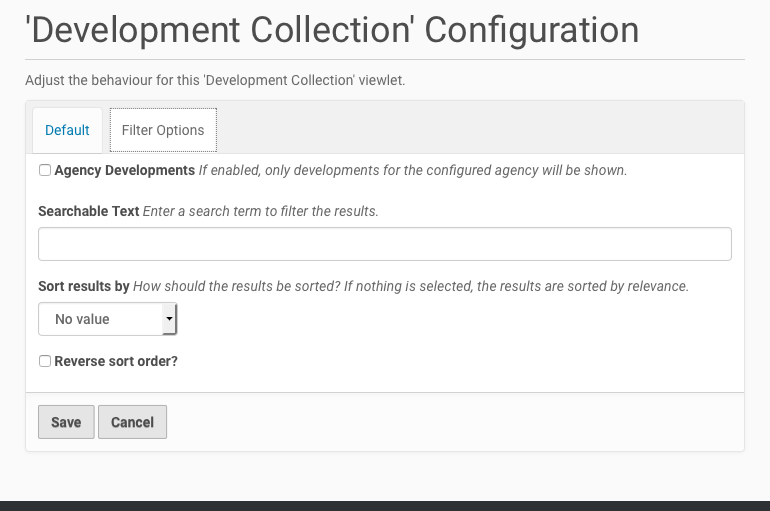 'Development Collection' Configuration
Adjust the behaviour for this 'Development Collection' viewlet.
Default
Filter Options
Agency Developments If enabled, only developments for the configured agency will be shown.
Searchable Text Enter a search term to filter the results.
Sort results by How should the results be sorted? If nothing is selected, the results are sorted by relevance.
No value
Reverse sort order?
Save
Cancel